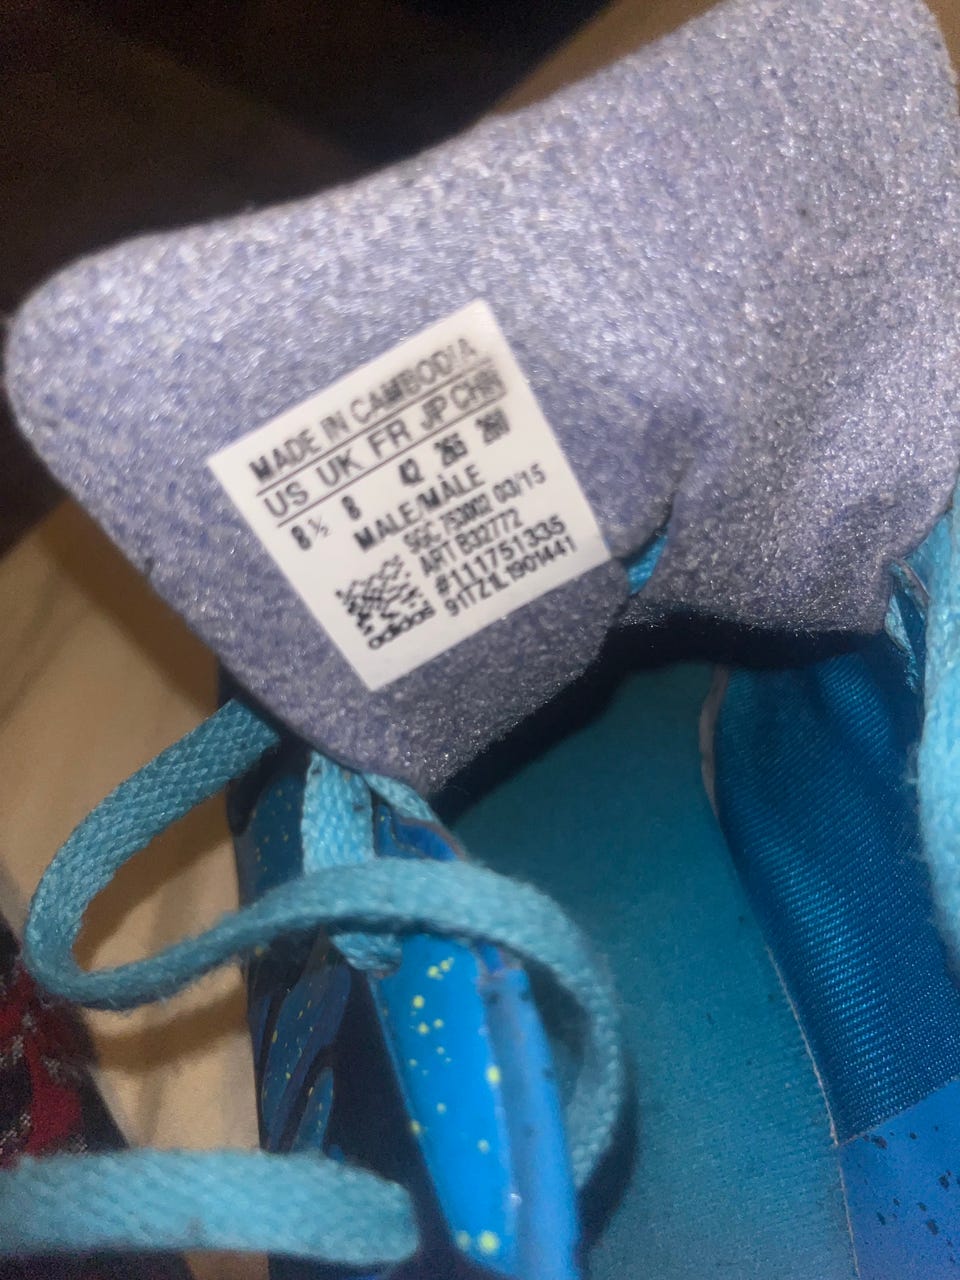 MADE IN CAMBODIA
US UK FR JP CHN
8½ 8 42 265 260
MALE/MÀLE
SGC 753002 03/15
ART B32772
#111751335
91TZ1L1901441
adidas